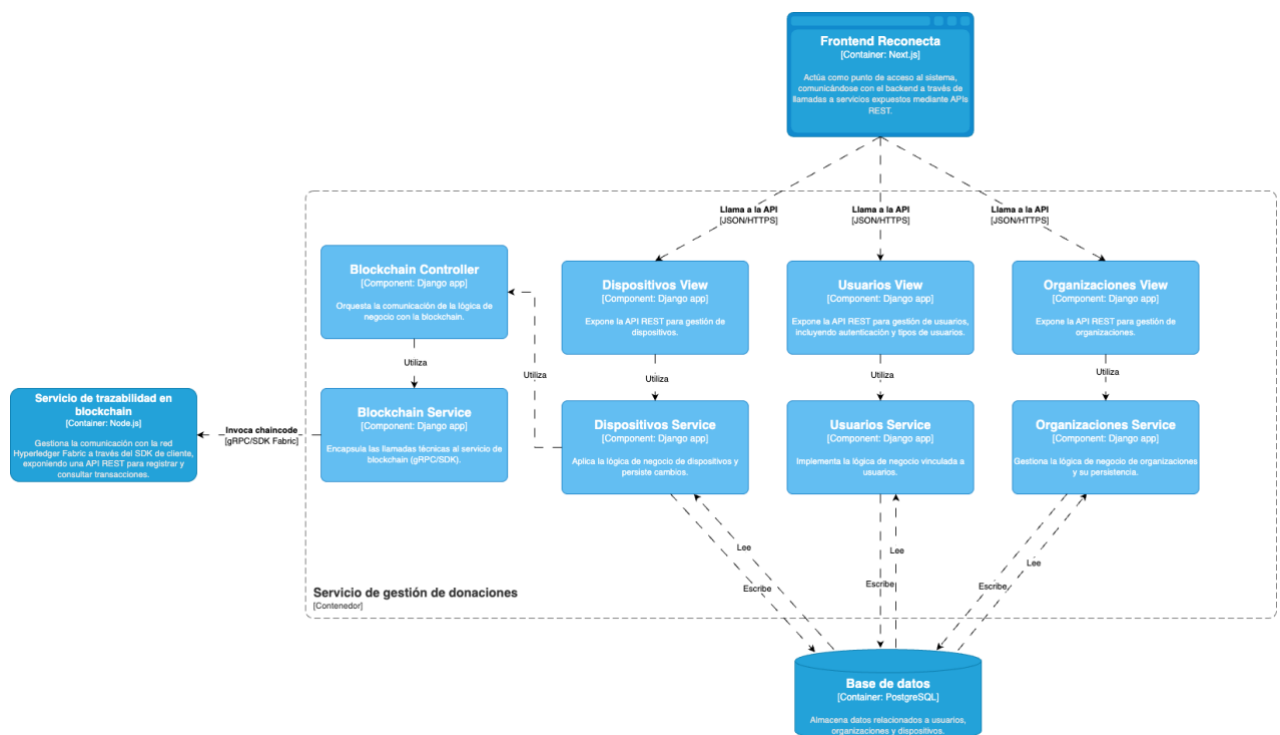 Frontend Reconecta
[Container: Next.js]
Actúa como punto de acceso al sistema,
comunicándose con el backend a través de
llamadas a servicios expuestos mediante APIs
REST.
Llama a la API
[JSON/HTTPS]
Llama a la API
[JSON/HTTPS]
Llama a la API
[JSON/HTTPS]
Blockchain Controller
[Component: Django app]
Orquesta la comunicación de la lógica de
negocio con la blockchain.
Dispositivos View
[Component: Django app]
Expone la API REST para gestión de
dispositivos.
Usuarios View
[Component: Django app]
Expone la API REST para gestión de usuarios,
incluyendo autenticación y tipos de usuarios.
Organizaciones View
[Component: Django app]
Expone la API REST para gestión de
organizaciones.
Utiliza
Utiliza
Utiliza
Utiliza
Utiliza
Servicio de trazabilidad en
blockchain
[Container: Node.js]
Gestiona la comunicación con la red
Hyperledger Fabric a través del SDK de cliente,
exponiendo una API REST para registrar y
consultar transacciones.
Invoca chaincode
[gRPC/SDK Fabric]
Blockchain Service
[Component: Django app]
Encapsula las llamadas técnicas al servicio de
blockchain (gRPC/SDK).
Dispositivos Service
[Component: Django app]
Aplica la lógica de negocio de dispositivos y
persiste cambios.
Usuarios Service
[Component: Django app]
Implementa la lógica de negocio vinculada a
usuarios.
Organizaciones Service
[Component: Django app]
Gestiona la lógica de negocio de organizaciones
y su persistencia.
Lee
Escribe
Lee
Escribe
Lee
Escribe
Servicio de gestión de donaciones
[Contenedor]
Base de datos
[Container: PostgreSQL]
Almacena datos relacionados a usuarios,
organizaciones y dispositivos.